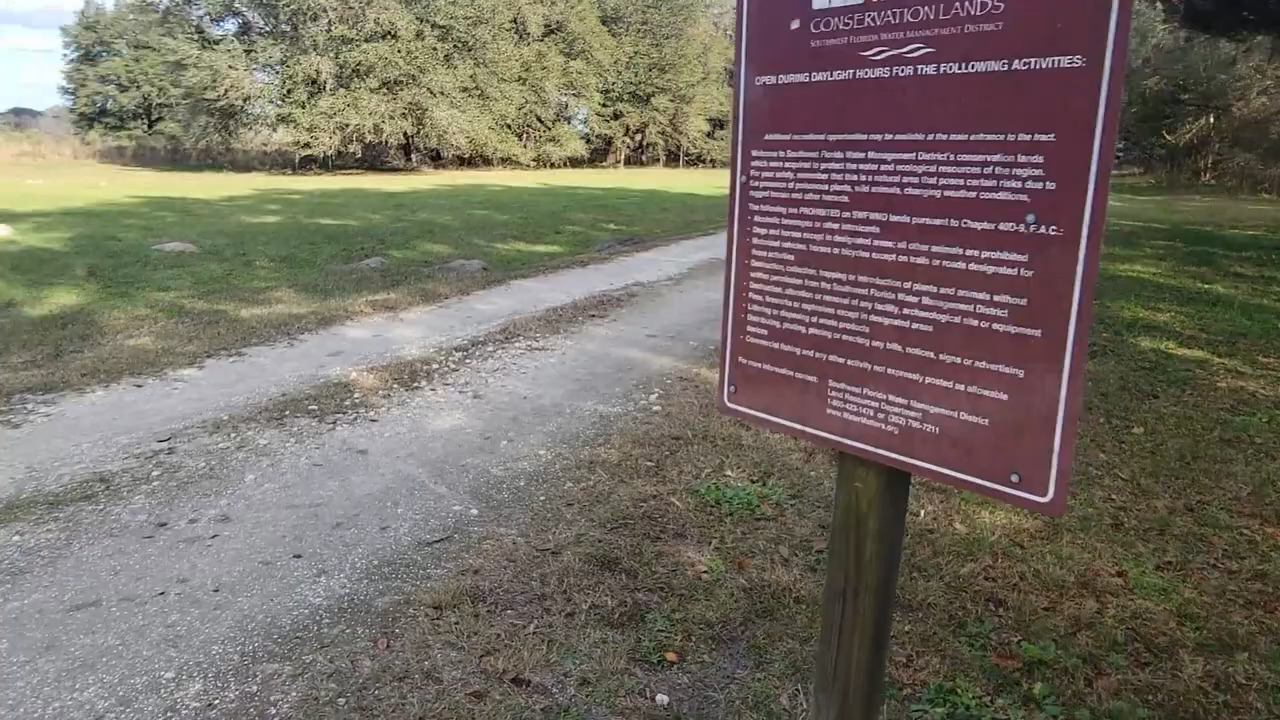 CONSERVATION LANDS
SOUTHWEST FLORIDA WATER MANAGEMENT DISTRICT
OPEN DURING DAYLIGHT HOURS FOR THE FOLLOWING ACTIVITIES:
Additional recreational opportunities may be available at the main entrance to the tract.
Welcome to Southwest Florida Water Management District's conservation lands
which were acquired to protect the water and ecological resources of the region.
For your safety, remember that this is a natural area that poses certain risks due to
the presence of poisonous plants, wild animals, changing weather conditions,
rugged terrain and other hazards.
The following are PROHIBITED on SWFWMD lands pursuant to Chapter 40D-9, F.A.C.:
• Alcoholic beverages or other intoxicants
• Dogs and horses except in designated areas; all other animals are prohibited
• Motorized vehicles, horses or bicycles except on trails or roads designated for
those activities
• Destruction, collection, trapping or introduction of plants and animals without
written permission from the Southwest Florida Water Management District
• Destruction, alteration or removal of any facility, archaeological site or equipment
• Fires, fireworks or explosives except in designated areas
• Littering or disposing of waste products
• Distributing, posting, placing or erecting any bills, notices, signs or advertising
devices
• Commercial fishing and any other activity not expressly posted as allowable
For more information contact: Southwest Florida Water Management District
Land Resources Department
1-800-423-1476 or (352) 796-7211
www.WaterMatters.org